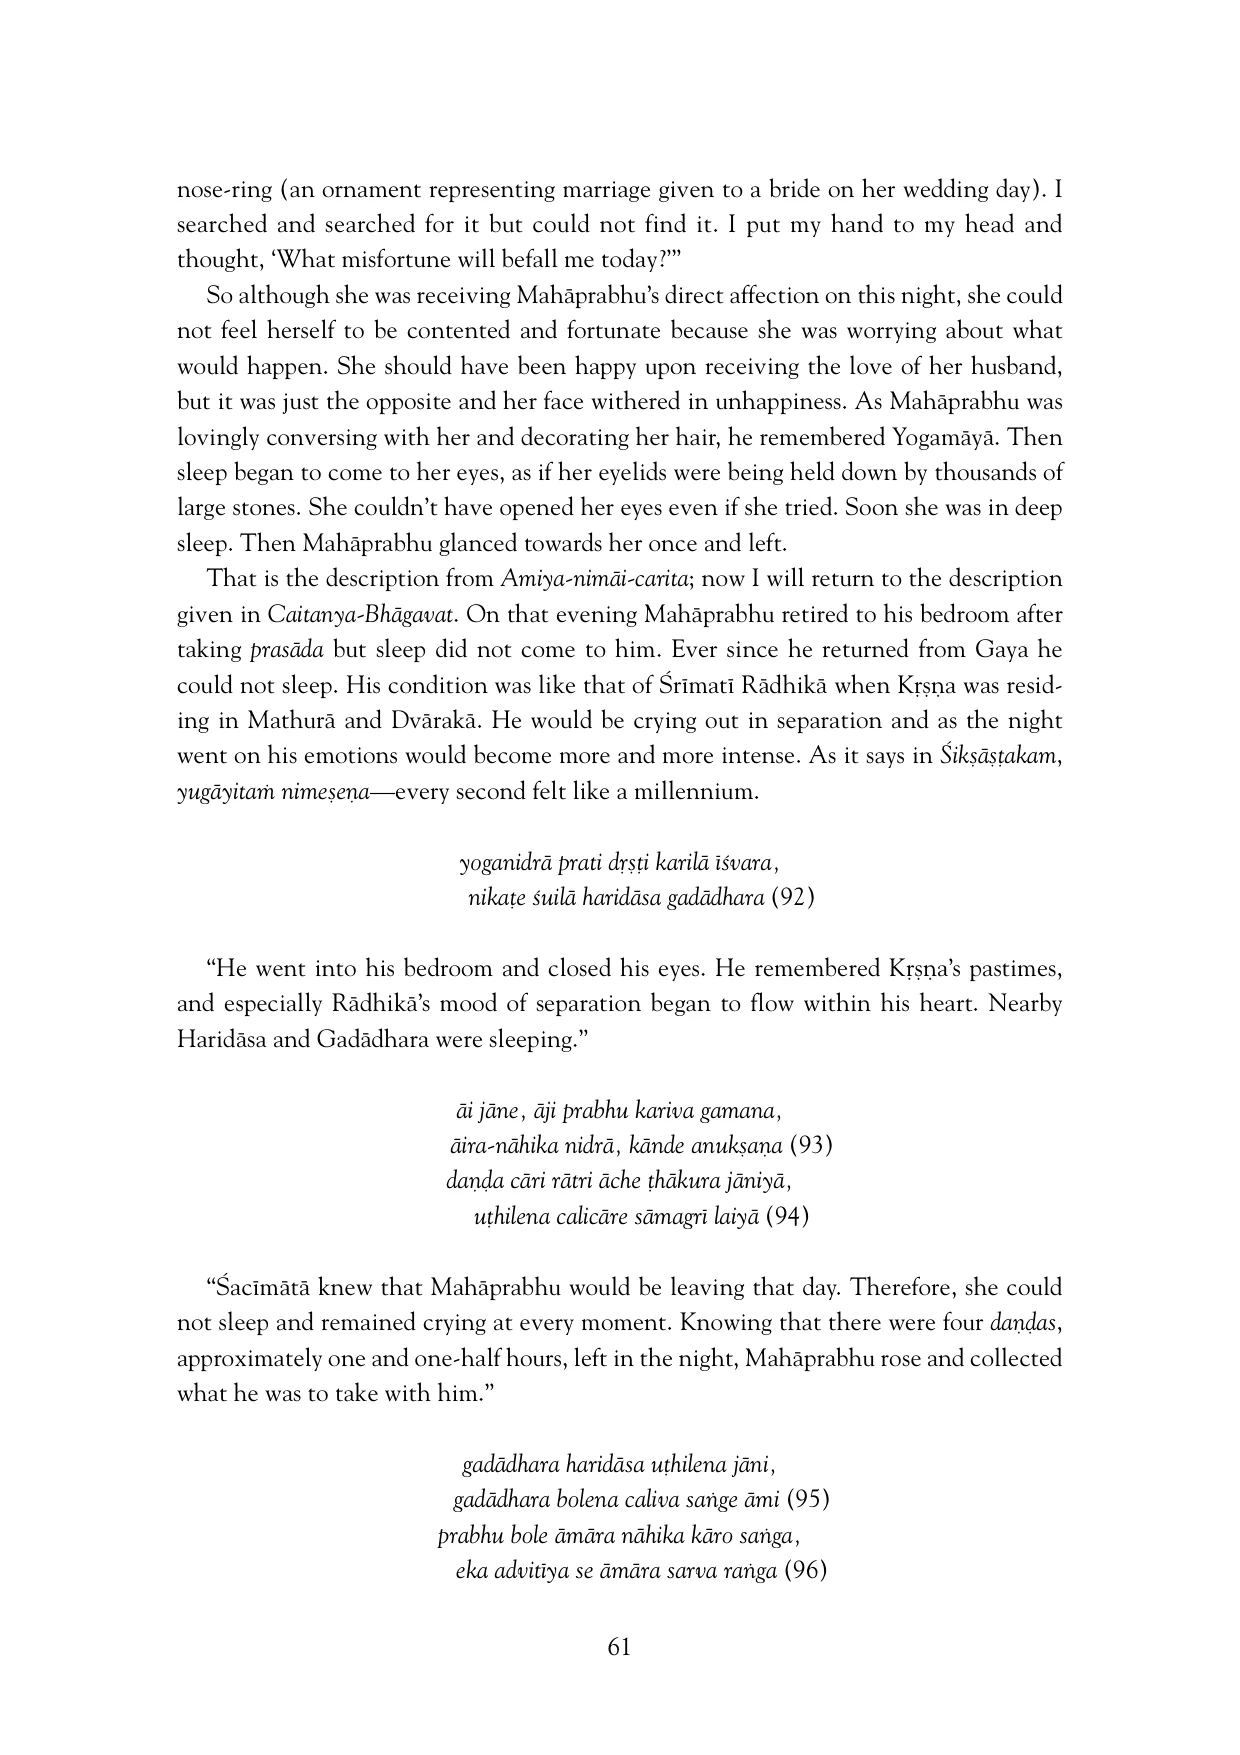 nose-ring (an ornament representing marriage given to a bride on her wedding day). I
searched and searched for it but could not find it. I put my hand to my head and
thought, ‘What misfortune will befall me today?’”
So although she was receiving Mahāprabhu’s direct affection on this night, she could
not feel herself to be contented and fortunate because she was worrying about what
would happen. She should have been happy upon receiving the love of her husband,
but it was just the opposite and her face withered in unhappiness. As Mahāprabhu was
lovingly conversing with her and decorating her hair, he remembered Yogamāyā. Then
sleep began to come to her eyes, as if her eyelids were being held down by thousands of
large stones. She couldn’t have opened her eyes even if she tried. Soon she was in deep
sleep. Then Mahāprabhu glanced towards her once and left.
That is the description from Amiya-nimāi-carita; now I will return to the description
given in Caitanya-Bhāgavat. On that evening Mahāprabhu retired to his bedroom after
taking prasāda but sleep did not come to him. Ever since he returned from Gaya he
could not sleep. His condition was like that of Śrīmatī Rādhikā when Kṛṣṇa was resid-
ing in Mathurā and Dvārakā. He would be crying out in separation and as the night
went on his emotions would become more and more intense. As it says in Śikṣāṣṭakam,
yugāyitaṁ nimeṣeṇa—every second felt like a millennium.
yoganidrā prati dṛṣṭi karilā īśvara,
nikaṭe śuilā haridāsa gadādhara (92)
“He went into his bedroom and closed his eyes. He remembered Kṛṣṇa’s pastimes,
and especially Rādhikā’s mood of separation began to flow within his heart. Nearby
Haridāsa and Gadādhara were sleeping.”
āi jāne, āji prabhu kariva gamana,
āira-nāhika nidrā, kānde anukṣaṇa (93)
daṇḍa cāri rātri āche ṭhākura jāniyā,
uṭhilena calicāre sāmagrī laiyā (94)
“Śacīmātā knew that Mahāprabhu would be leaving that day. Therefore, she could
not sleep and remained crying at every moment. Knowing that there were four daṇḍas,
approximately one and one-half hours, left in the night, Mahāprabhu rose and collected
what he was to take with him.”
gadādhara haridāsa uṭhilena jāni,
gadādhara bolena caliva saṅge āmi (95)
prabhu bole āmāra nāhika kāro saṅga,
eka advitīya se āmāra sarva raṅga (96)
61